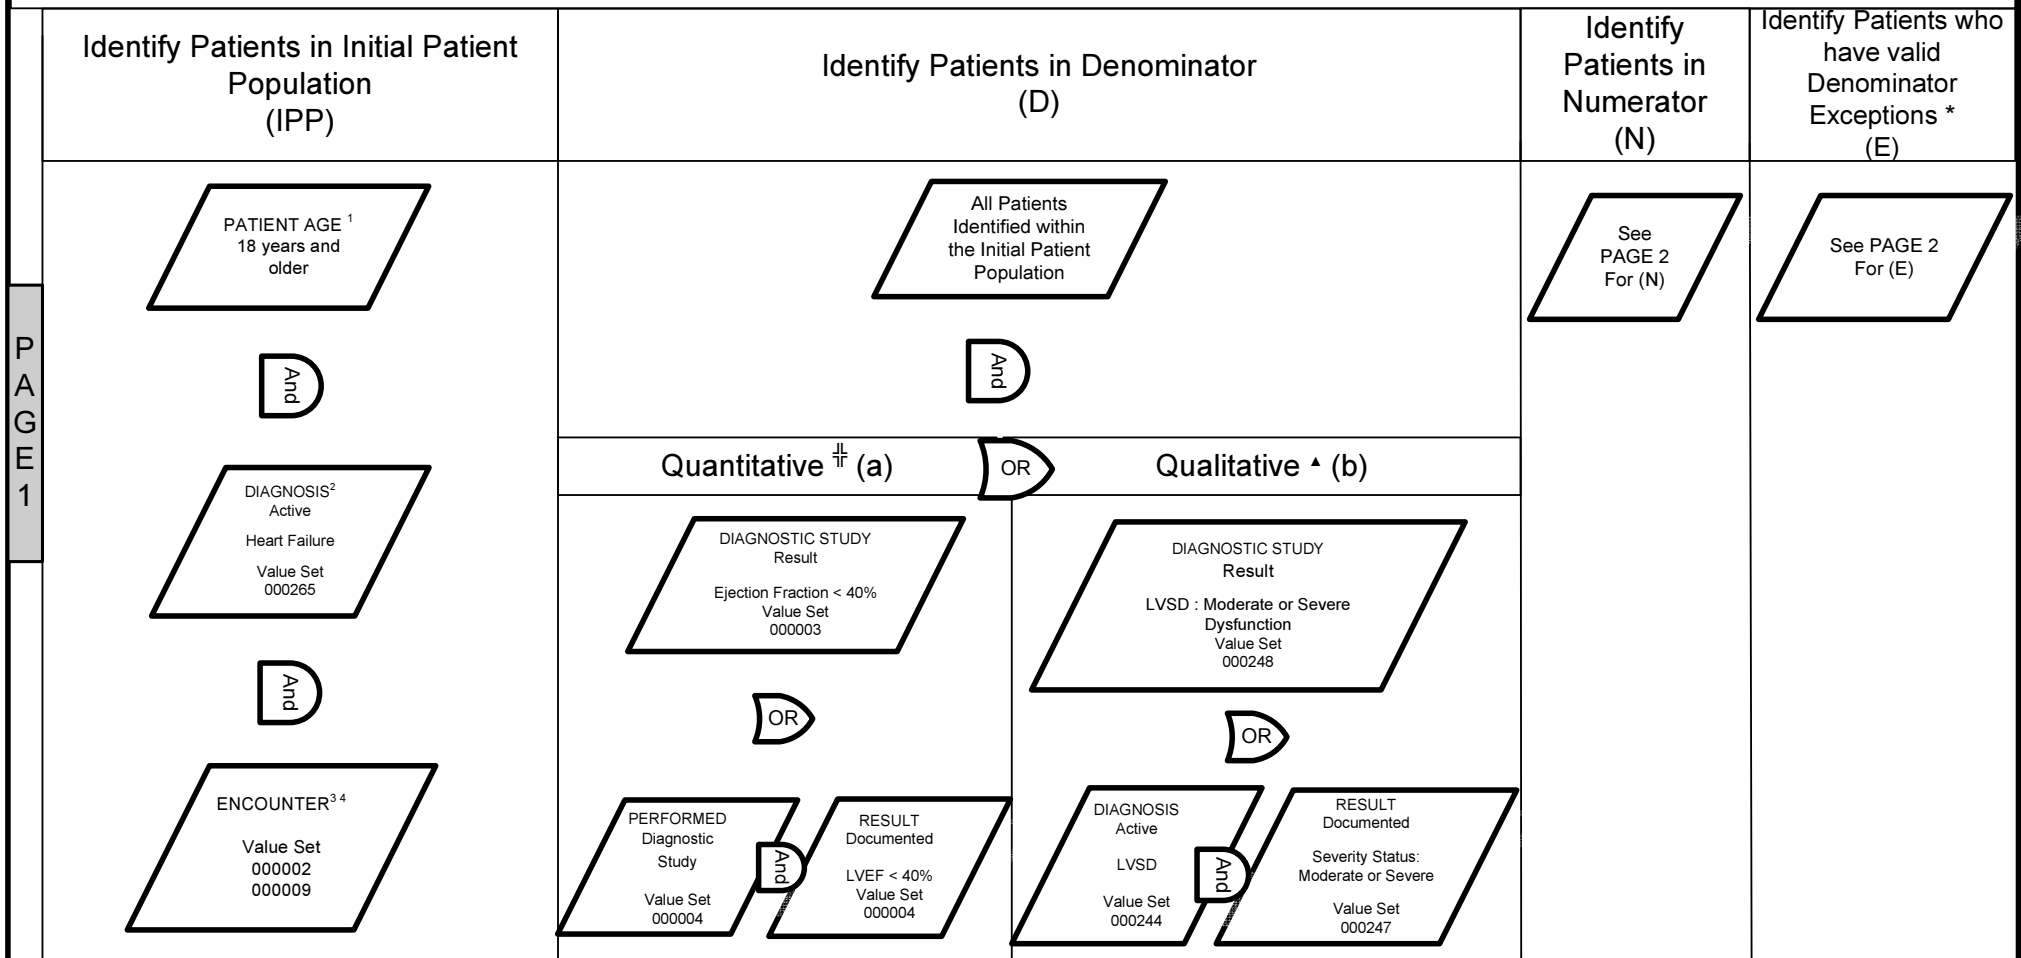 Identify Patients in Initial Patient
Population
(IPP)
Identify Patients in Denominator
(D)
Identify
Patients in
Numerator
(N)
Identify Patients who
have valid
Denominator
Exceptions *
(E)
P
A
G
E
1
PATIENT AGE ¹
18 years and
older
And
DIAGNOSIS²
Active
Heart Failure
Value Set
000265
And
ENCOUNTER³ ⁴
Value Set
000002
000009
All Patients
Identified within
the Initial Patient
Population
And
Quantitative ╬ (a)
OR
Qualitative ▲ (b)
DIAGNOSTIC STUDY
Result
Ejection Fraction < 40%
Value Set
000003
OR
PERFORMED
Diagnostic
Study
Value Set
000004
And
RESULT
Documented
LVEF < 40%
Value Set
000004
DIAGNOSTIC STUDY
Result
LVSD : Moderate or Severe
Dysfunction
Value Set
000248
OR
DIAGNOSIS
Active
LVSD
Value Set
000244
And
RESULT
Documented
Severity Status:
Moderate or Severe
Value Set
000247
See
PAGE 2
For (N)
See PAGE 2
For (E)